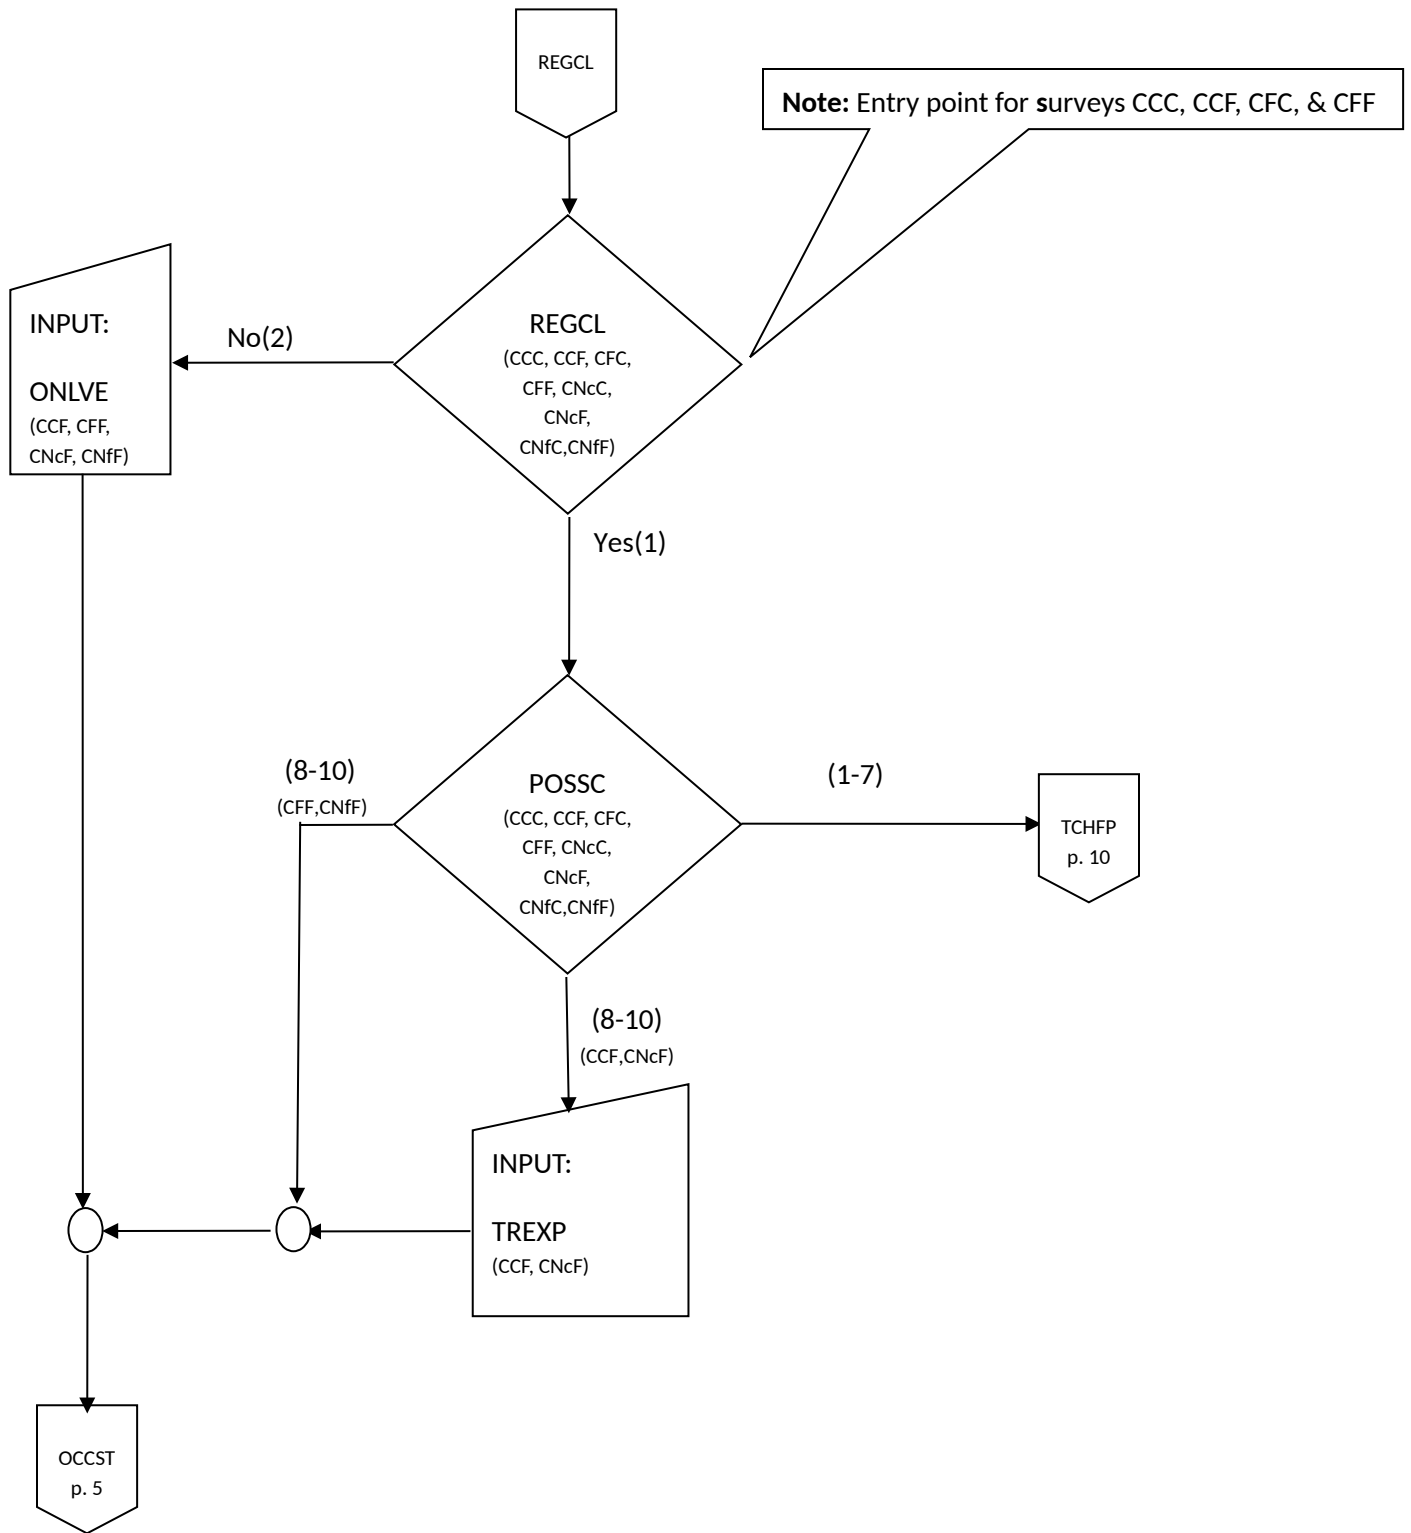 REGCL
Note: Entry point for surveys CCC, CCF, CFC, & CFF
INPUT:
ONLVE
(CCF, CFF,
CNcF, CNfF)
No(2)
REGCL
(CCC, CCF, CFC,
CFF, CNcC,
CNcF,
CNfC,CNfF)
Yes(1)
(8-10)
(CFF,CNfF)
POSSC
(CCC, CCF, CFC,
CFF, CNcC,
CNcF,
CNfC,CNfF)
(1-7)
TCHFP
p. 10
(8-10)
(CCF,CNcF)
INPUT:
TREXP
(CCF, CNcF)
OCCST
p. 5